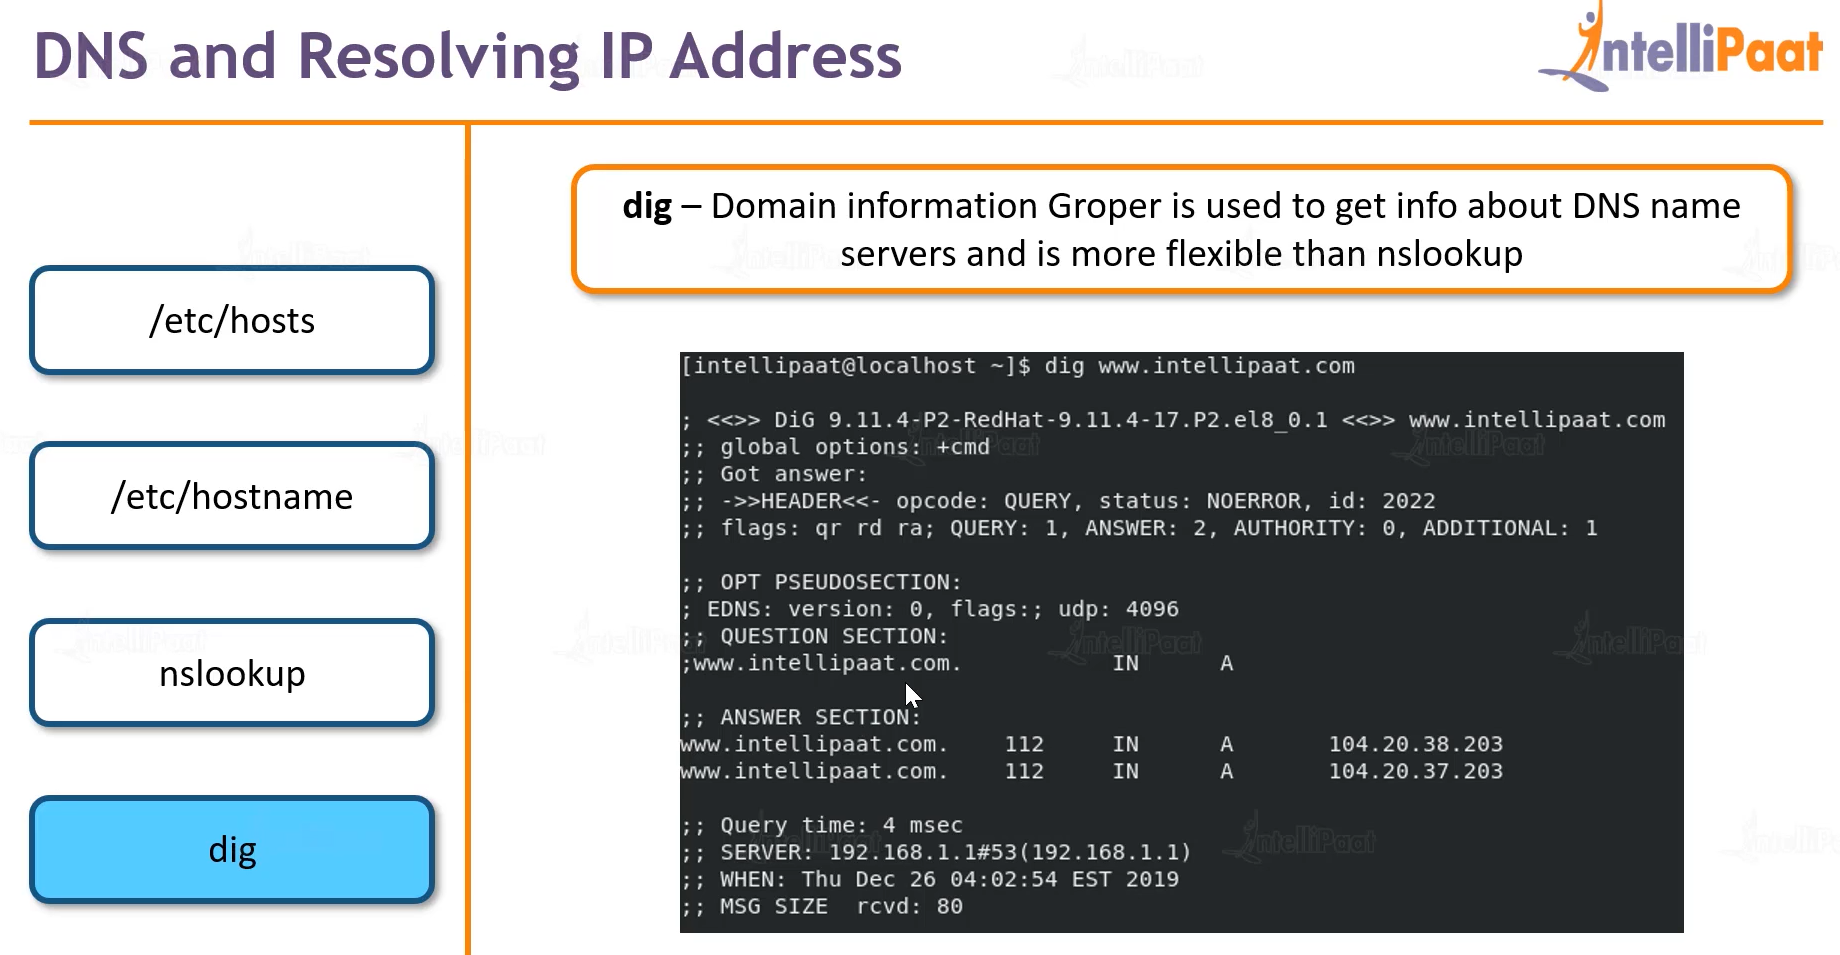 DNS and Resolving IP Address
IntelliPaat
/etc/hosts
/etc/hostname
nslookup
dig
dig – Domain information Groper is used to get info about DNS name
servers and is more flexible than nslookup
[intellipaat@localhost ~]$ dig www.intellipaat.com
; <<>> DiG 9.11.4-P2-RedHat-9.11.4-17.P2.el8_0.1 <<>> www.intellipaat.com
;; global options: +cmd
;; Got answer:
;; ->>HEADER<<- opcode: QUERY, status: NOERROR, id: 2022
;; flags: qr rd ra; QUERY: 1, ANSWER: 2, AUTHORITY: 0, ADDITIONAL: 1
;; OPT PSEUDOSECTION:
; EDNS: version: 0, flags:; udp: 4096
;; QUESTION SECTION:
;www.intellipaat.com. IN A
;; ANSWER SECTION:
www.intellipaat.com. 112 IN A 104.20.38.203
www.intellipaat.com. 112 IN A 104.20.37.203
;; Query time: 4 msec
;; SERVER: 192.168.1.1#53(192.168.1.1)
;; WHEN: Thu Dec 26 04:02:54 EST 2019
;; MSG SIZE rcvd: 80